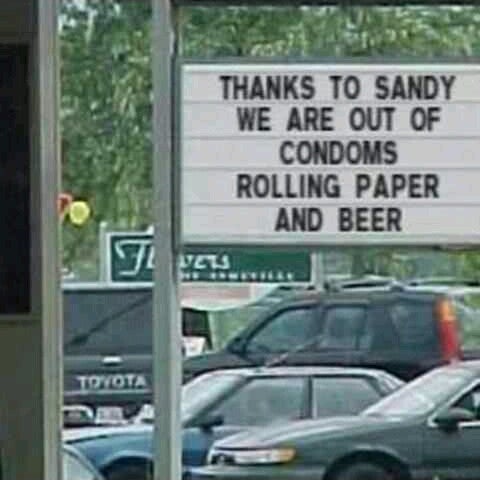 THANKS TO SANDY
WE ARE OUT OF
CONDOMS
ROLLING PAPER
AND BEER
TOYOTA